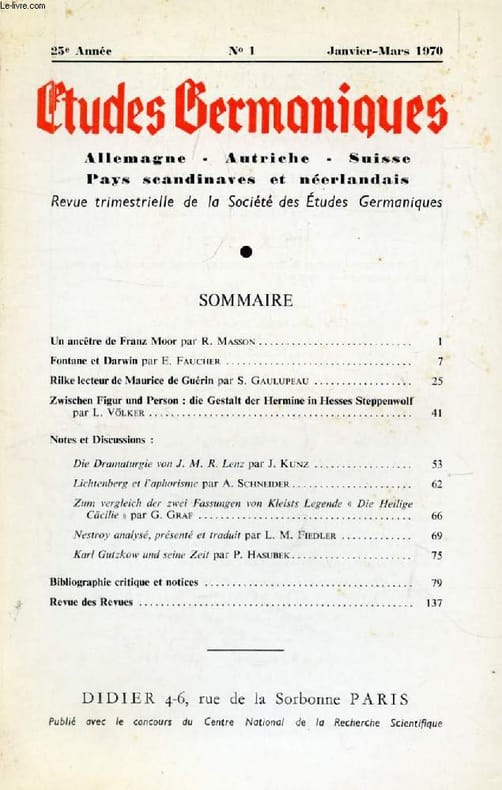 Le-livre.com
25e Année N° 1 Janvier-Mars 1970
Etudes Germaniques
Allemagne - Autriche - Suisse
Pays scandinaves et néerlandais
Revue trimestrielle de la Société des Études Germaniques
SOMMAIRE
Un ancêtre de Franz Moor par R. MASSON .......... 1
Fontane et Darwin par E. FAUCHER .......... 7
Rilke lecteur de Maurice de Guérin par S. GAULUPEAU .......... 25
Zwischen Figur und Person : die Gestalt der Hermine in Hesses Steppenwolf
par L. VÖLKER .......... 41
Notes et Discussions :
Die Dramaturgie von J. M. R. Lenz par J. KUNZ .......... 53
Lichtenberg et l'aphorisme par A. SCHNEIDER .......... 62
Zum vergleich der zwei Fassungen von Kleists Legende « Die Heilige
Cäcilie » par G. GRAF .......... 66
Nestroy analysé, présenté et traduit par L. M. FIEDLER .......... 69
Karl Gutzkow und seine Zeit par P. HASUBEK .......... 75
Bibliographie critique et notices .......... 79
Revue des Revues .......... 137
DIDIER 4-6, rue de la Sorbonne PARIS
Publié avec le concours du Centre National de la Recherche Scientifique